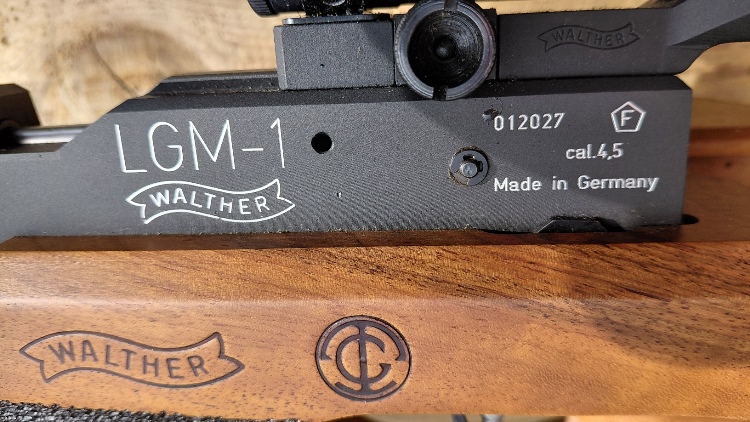 WALTHER
LGM-1
WALTHER
012027
F
cal.4,5
Made in Germany
WALTHER